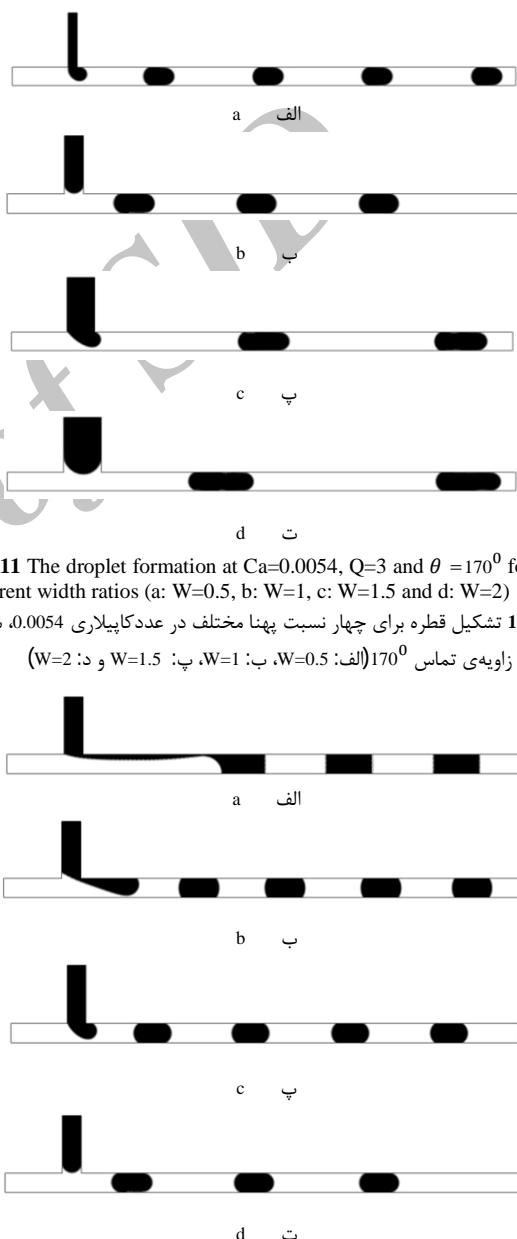 a الف
b ب
c پ
d ت
11 The droplet formation at Ca=0.0054, Q=3 and θ =170⁰ fo
rent width ratios (a: W=0.5, b: W=1, c: W=1.5 and d: W=2)
1 تشکیل قطره برای چهار نسبت پهنا مختلف در عددکاپیلاری 0.0054،
زاویه‌ی تماس 170⁰(الف: W=0.5، ب: W=1، پ: W=1.5 و د: W=2)
a الف
b ب
c پ
d ت